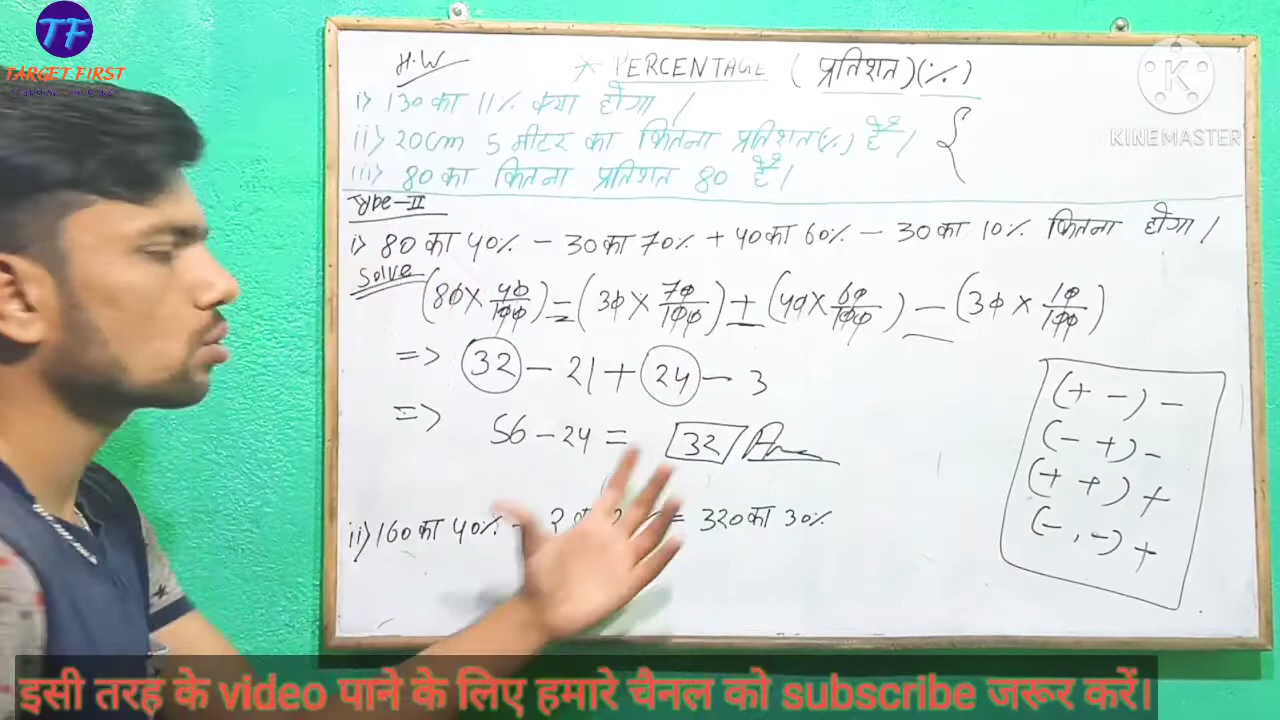 TF
TARGET FIRST
H.W
* PERCENTAGE (प्रतिशत)(%)
i) 130 का 11% क्या होगा।
ii) 20cm 5 मीटर का कितना प्रतिशत(%) है?।
iii) 80 का कितना प्रतिशत 80 है?।
KINEMASTER
Type-II
i) 80 का 40% - 30 का 70% + 40 का 60% - 30 का 10% कितना होगा।
Solve
(80 × 40/100) = (30 × 70/100) + (40 × 60/100) - (30 × 10/100)
=> 32 - 21 + 24 - 3
=> 56 - 24 = 32 Ans
(+ -) -
(- +) -
(+ +) +
(-, -) +
ii) 160 का 40% = 320 का 30%
इसी तरह के video पाने के लिए हमारे चैनल को subscribe जरूर करें।